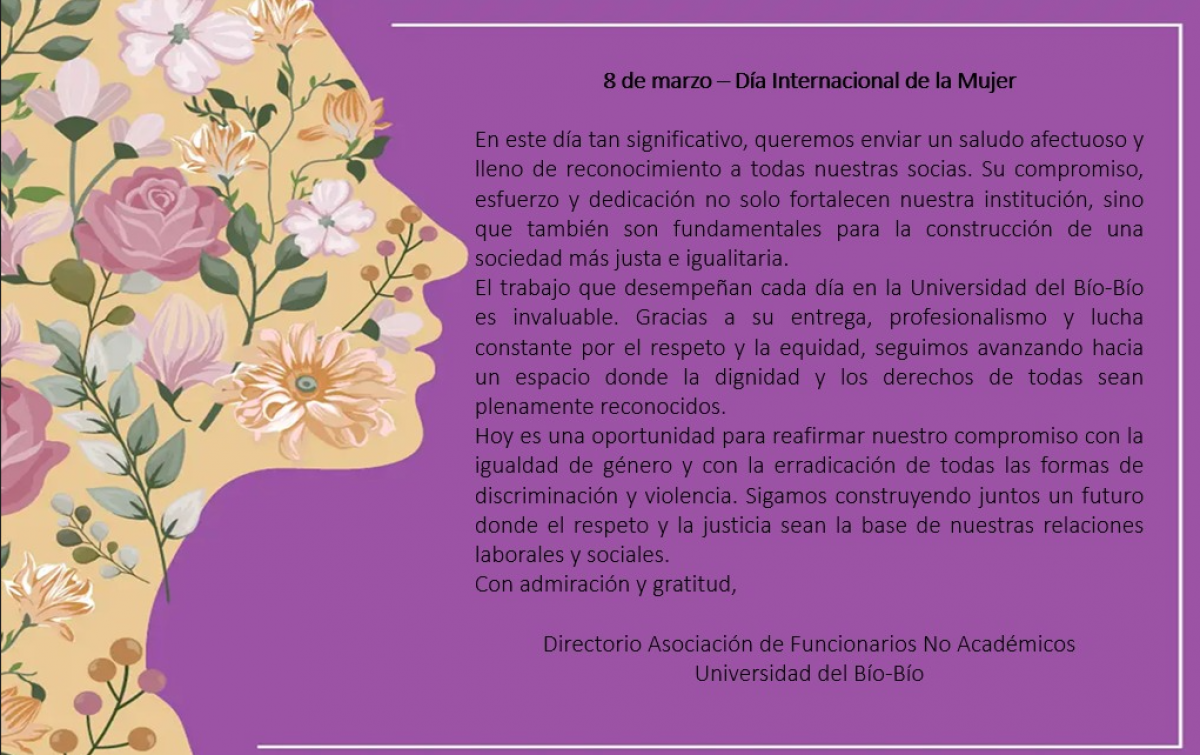 8 de marzo – Día Internacional de la Mujer
En este día tan significativo, queremos enviar un saludo afectuoso y
lleno de reconocimiento a todas nuestras socias. Su compromiso,
esfuerzo y dedicación no solo fortalecen nuestra institución, sino
que también son fundamentales para la construcción de una
sociedad más justa e igualitaria.
El trabajo que desempeñan cada día en la Universidad del Bío-Bío
es invaluable. Gracias a su entrega, profesionalismo y lucha
constante por el respeto y la equidad, seguimos avanzando hacia
un espacio donde la dignidad y los derechos de todas sean
plenamente reconocidos.
Hoy es una oportunidad para reafirmar nuestro compromiso con la
igualdad de género y con la erradicación de todas las formas de
discriminación y violencia. Sigamos construyendo juntos un futuro
donde el respeto y la justicia sean la base de nuestras relaciones
laborales y sociales.
Con admiración y gratitud,
Directorio Asociación de Funcionarios No Académicos
Universidad del Bío-Bío